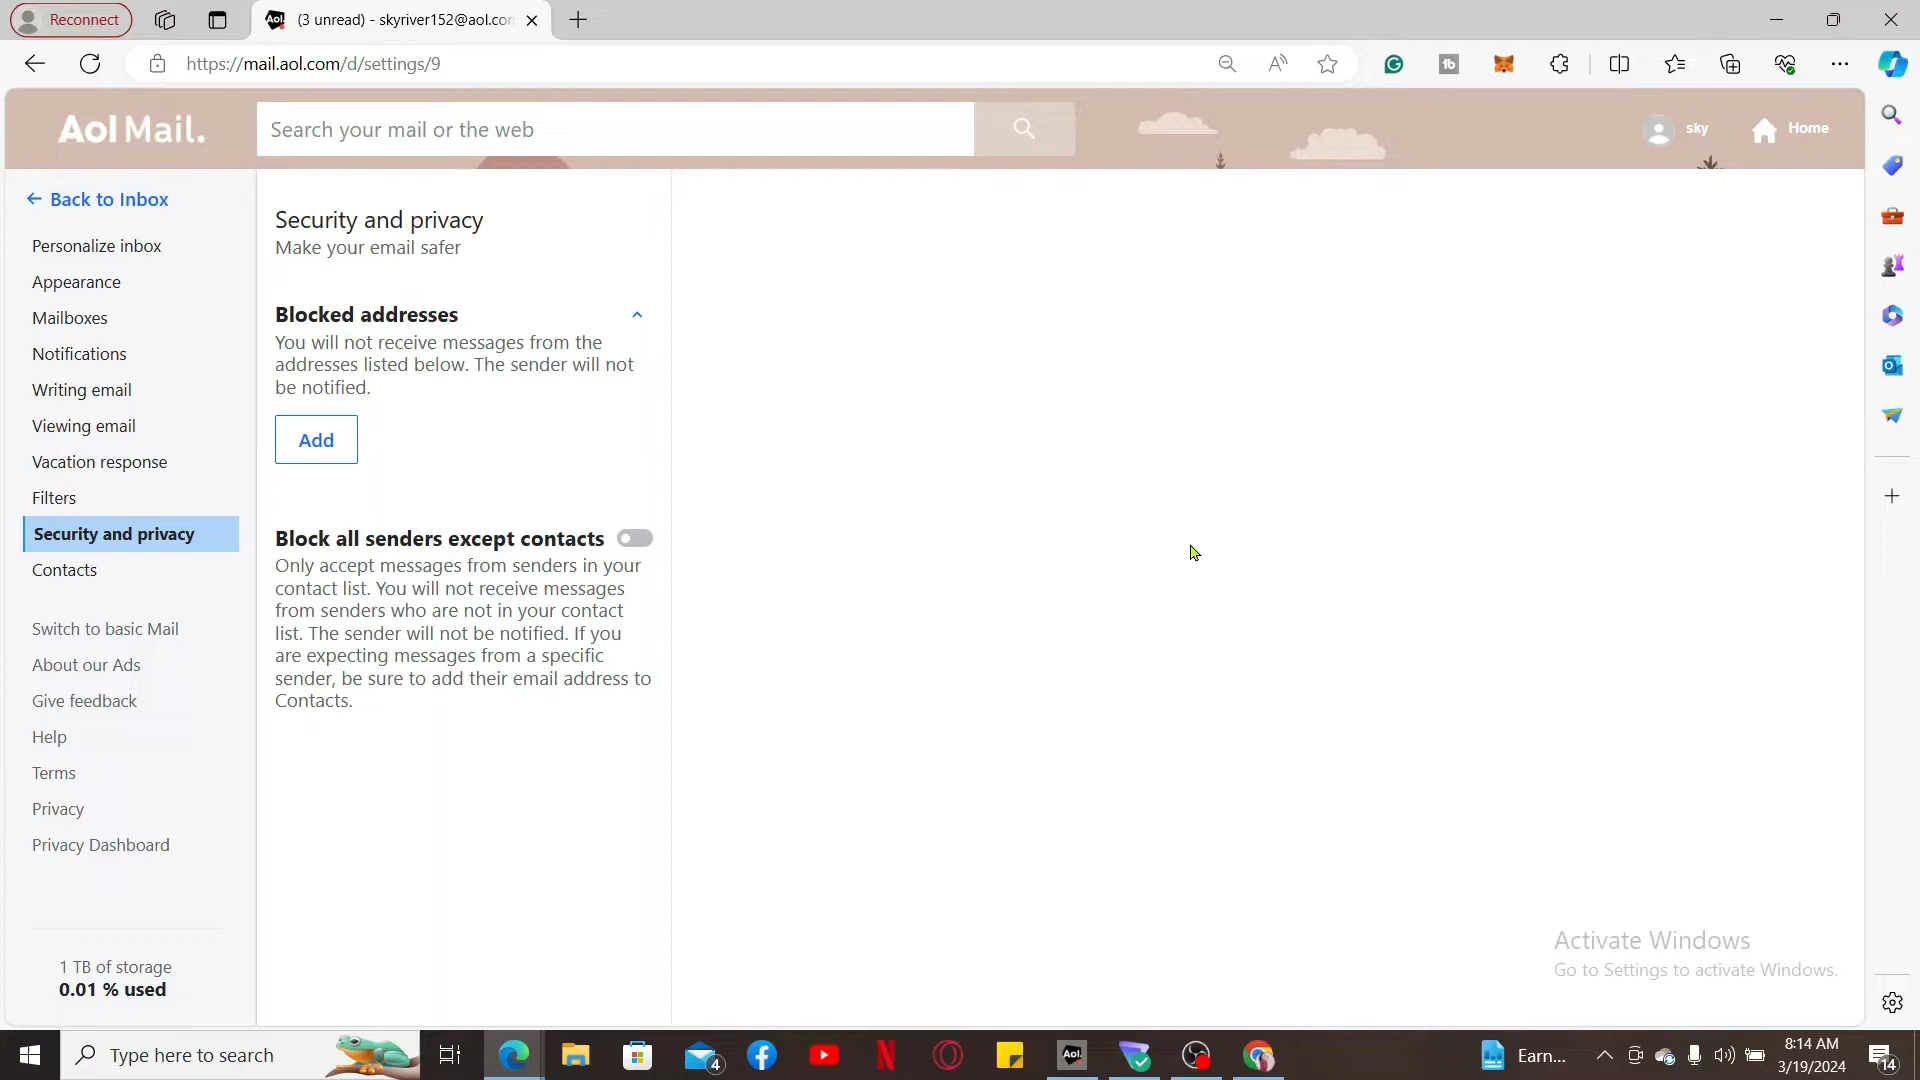 Reconnect
Aol. (3 unread) - skyriver152@aol.con
https://mail.aol.com/d/settings/9
Aol Mail.
Search your mail or the web
sky
Home
Back to Inbox
Personalize inbox
Appearance
Mailboxes
Notifications
Writing email
Viewing email
Vacation response
Filters
Security and privacy
Contacts
Switch to basic Mail
About our Ads
Give feedback
Help
Terms
Privacy
Privacy Dashboard
1 TB of storage
0.01 % used
Security and privacy
Make your email safer
Blocked addresses
You will not receive messages from the
addresses listed below. The sender will not
be notified.
Add
Block all senders except contacts
Only accept messages from senders in your
contact list. You will not receive messages
from senders who are not in your contact
list. The sender will not be notified. If you
are expecting messages from a specific
sender, be sure to add their email address to
Contacts.
Activate Windows
Go to Settings to activate Windows.
Type here to search
4
Aol.
Earn...
8:14 AM
3/19/2024
14